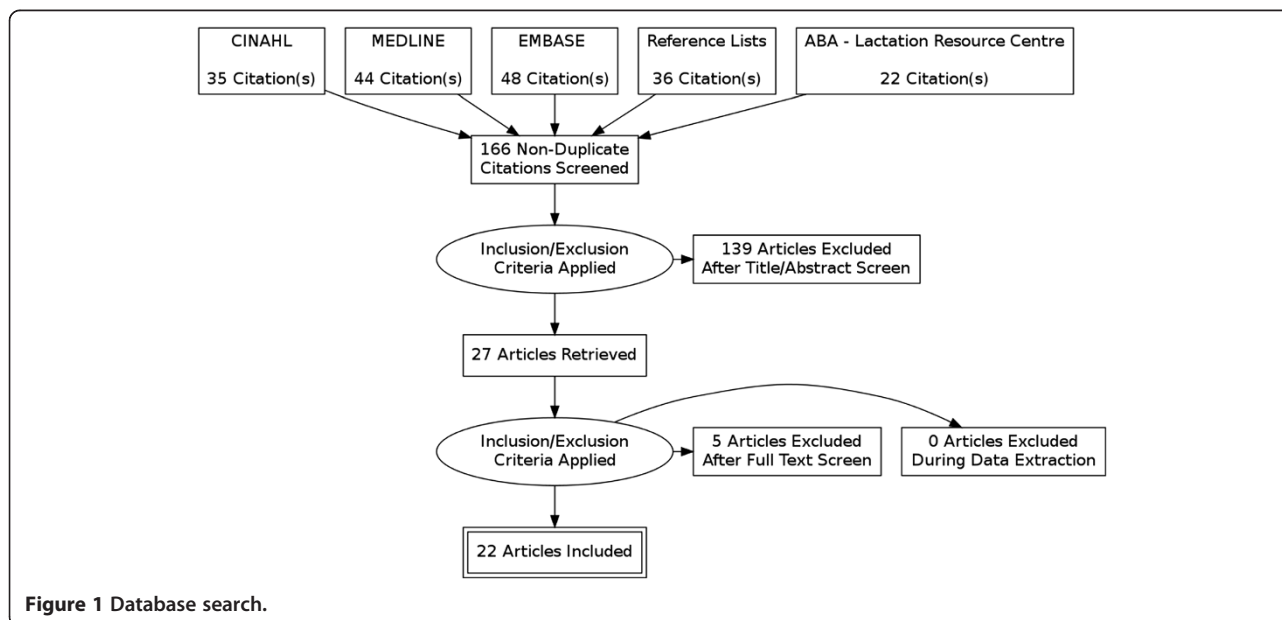 CINAHL
35 Citation(s)
MEDLINE
44 Citation(s)
EMBASE
48 Citation(s)
Reference Lists
36 Citation(s)
ABA - Lactation Resource Centre
22 Citation(s)
166 Non-Duplicate
Citations Screened
Inclusion/Exclusion
Criteria Applied
139 Articles Excluded
After Title/Abstract Screen
27 Articles Retrieved
Inclusion/Exclusion
Criteria Applied
5 Articles Excluded
After Full Text Screen
0 Articles Excluded
During Data Extraction
22 Articles Included
Figure 1 Database search.